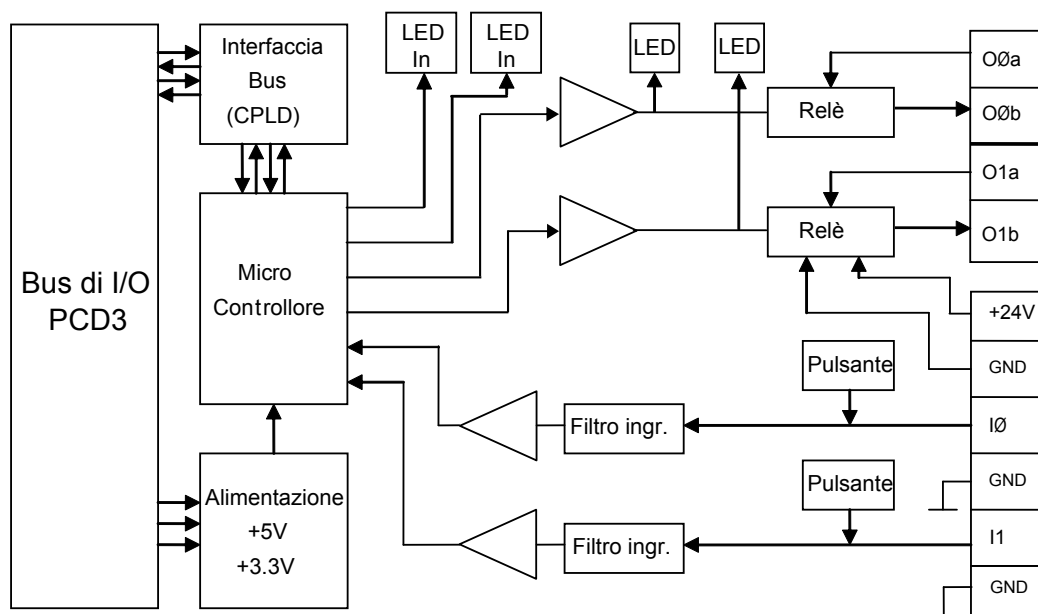 Bus di I/O
PCD3
Interfaccia
Bus
(CPLD)
Micro
Controllore
Alimentazione
+5V
+3.3V
LED
In
LED
In
LED
LED
Relè
Relè
Pulsante
Filtro ingr.
Pulsante
Filtro ingr.
OØa
OØb
O1a
O1b
+24V
GND
IØ
GND
I1
GND